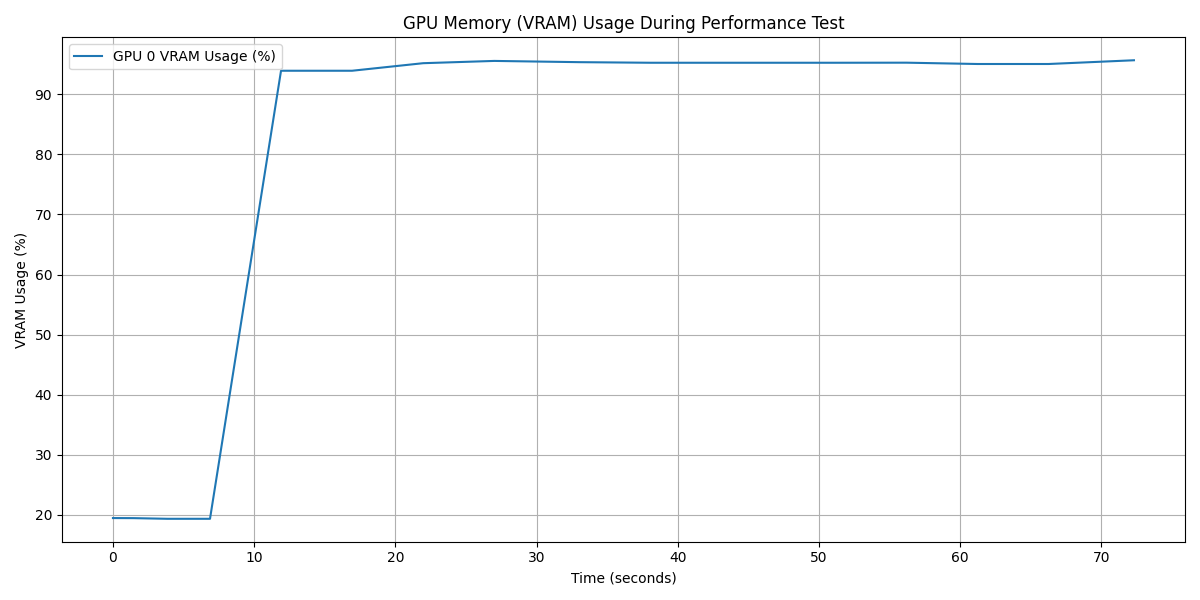 GPU Memory (VRAM) Usage During Performance Test
GPU 0 VRAM Usage (%)
90
80
70
60
50
40
30
20
VRAM Usage (%)
0 10 20 30 40 50 60 70
Time (seconds)